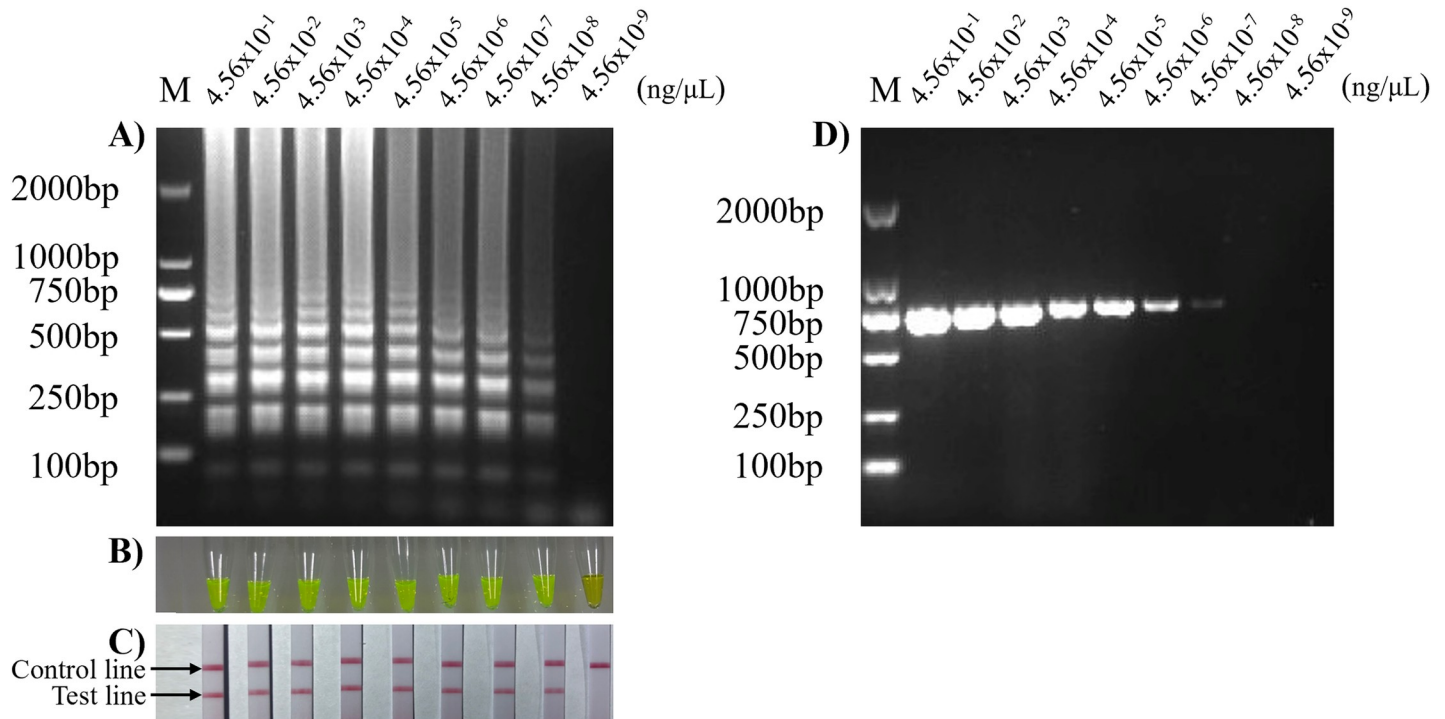 M 4.56x10⁻¹ 4.56x10⁻² 4.56x10⁻³ 4.56x10⁻⁴ 4.56x10⁻⁵ 4.56x10⁻⁶ 4.56x10⁻⁷ 4.56x10⁻⁸ 4.56x10⁻⁹ (ng/μL)
A)
2000bp
1000bp
750bp
500bp
250bp
100bp
B)
C)
Control line
Test line
M 4.56x10⁻¹ 4.56x10⁻² 4.56x10⁻³ 4.56x10⁻⁴ 4.56x10⁻⁵ 4.56x10⁻⁶ 4.56x10⁻⁷ 4.56x10⁻⁸ 4.56x10⁻⁹ (ng/μL)
D)
2000bp
1000bp
750bp
500bp
250bp
100bp